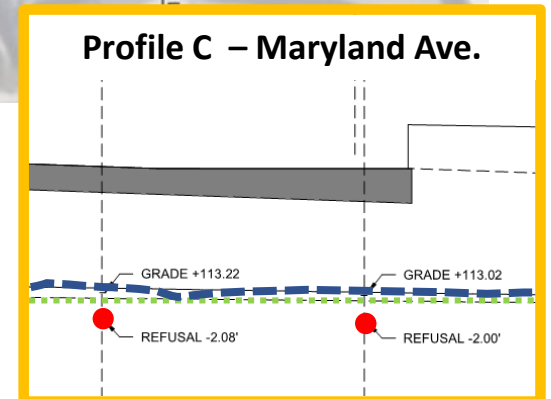 Profile C – Maryland Ave.
GRADE +113.22
GRADE +113.02
REFUSAL -2.08'
REFUSAL -2.00'